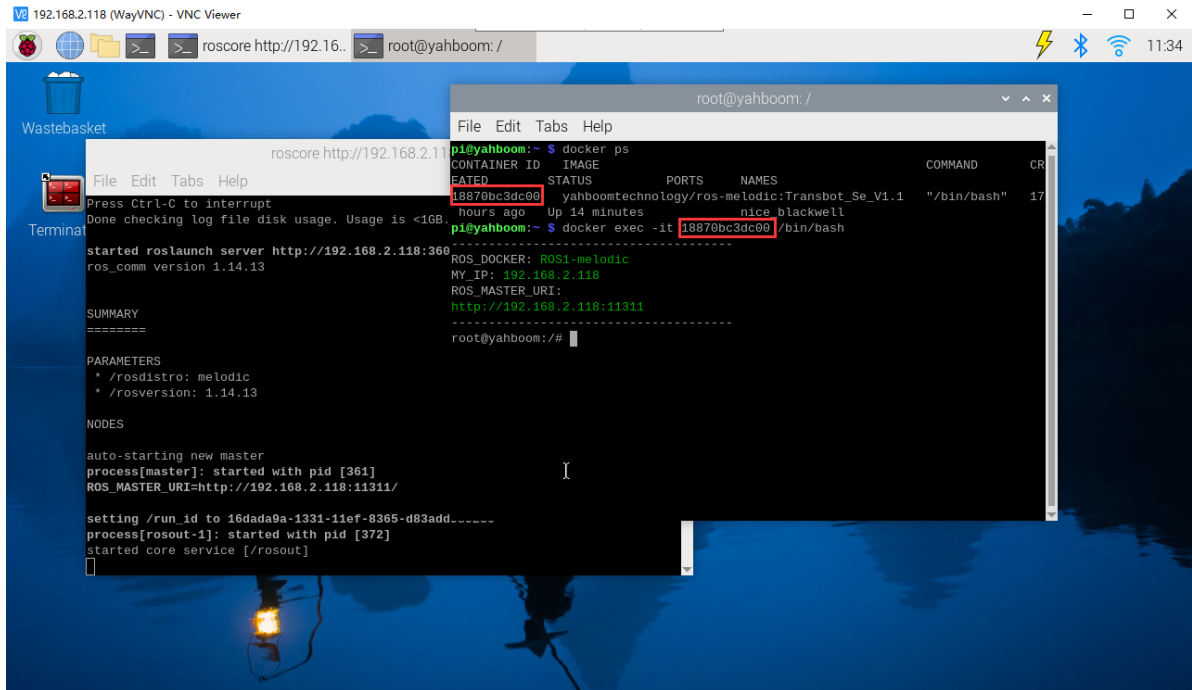 192.168.2.118 (WayVNC) - VNC Viewer
roscore http://192.16..
root@yahboom: /
11:34
Wastebasket
Terminat
roscore http://192.168.2.11
File Edit Tabs Help
Press Ctrl-C to interrupt
Done checking log file disk usage. Usage is <1GB.
started roslaunch server http://192.168.2.118:360
ros_comm version 1.14.13
SUMMARY
========
PARAMETERS
* /rosdistro: melodic
* /rosversion: 1.14.13
NODES
auto-starting new master
process[master]: started with pid [361]
ROS_MASTER_URI=http://192.168.2.118:11311/
setting /run_id to 16dada9a-1331-11ef-8365-d83add
process[rosout-1]: started with pid [372]
started core service [/rosout]
root@yahboom: /
File Edit Tabs Help
pi@yahboom:~ $ docker ps
CONTAINER ID IMAGE COMMAND CR
EATED STATUS PORTS NAMES
18870bc3dc00 yahboomtechnology/ros-melodic:Transbot_Se_V1.1 "/bin/bash" 17
hours ago Up 14 minutes nice_blackwell
pi@yahboom:~ $ docker exec -it 18870bc3dc00 /bin/bash
--------------------------------------
ROS_DOCKER: ROS1-melodic
MY_IP: 192.168.2.118
ROS_MASTER_URI:
http://192.168.2.118:11311
--------------------------------------
root@yahboom:/#